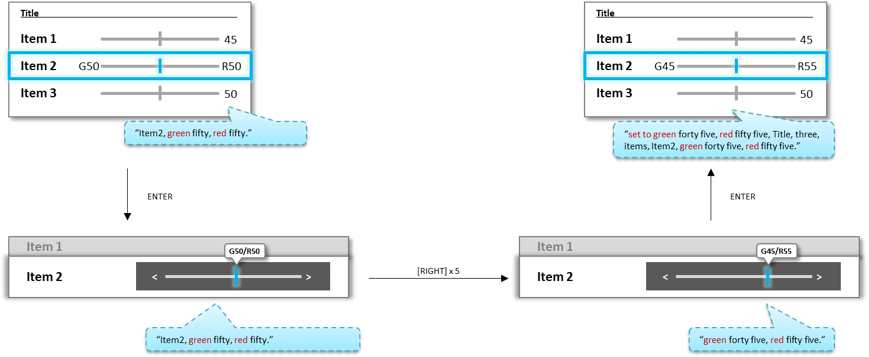 Title
Item 1 45
Item 2 G50 R50
Item 3 50
“Item2, green fifty, red fifty.”
ENTER
Item 1
G50/R50
Item 2 < >
“Item2, green fifty, red fifty.”
[RIGHT] x 5
Item 1
G45/R55
Item 2 < >
“green forty five, red fifty five.”
ENTER
Title
Item 1 45
Item 2 G45 R55
Item 3 50
“set to green forty five, red fifty five, Title, three,
items, Item2, green forty five, red fifty five.”